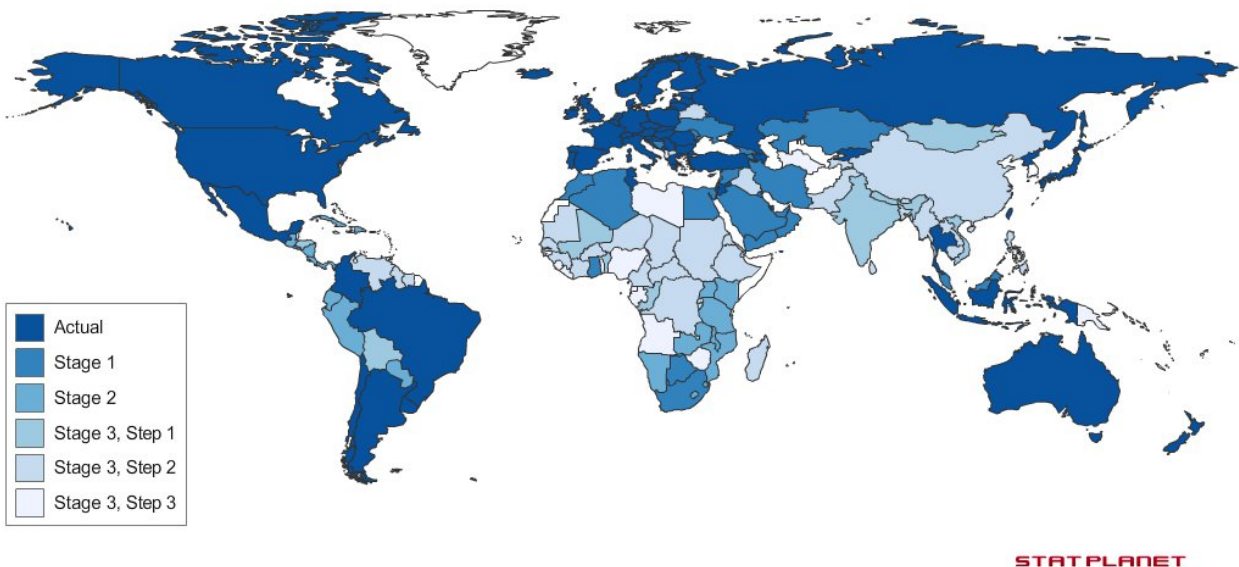 Actual
Stage 1
Stage 2
Stage 3, Step 1
Stage 3, Step 2
Stage 3, Step 3
STATPLANET